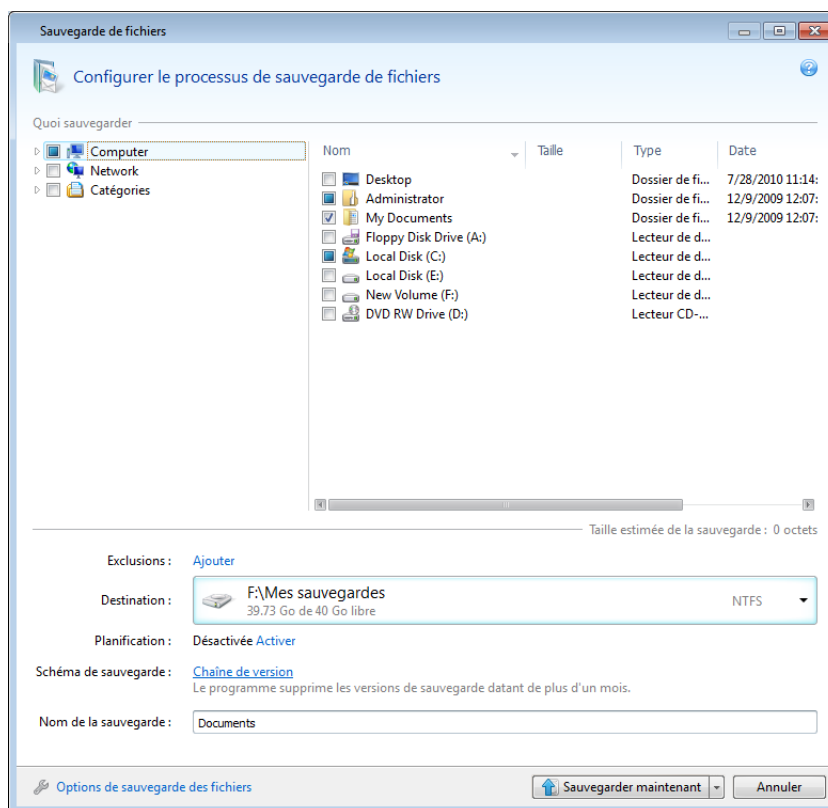 Sauvegarde de fichiers
Configurer le processus de sauvegarde de fichiers
Quoi sauvegarder
Computer
Network
Catégories
Nom Taille Type Date
Desktop Dossier de fi... 7/28/2010 11:14:
Administrator Dossier de fi... 12/9/2009 12:07:
My Documents Dossier de fi... 12/9/2009 12:07:
Floppy Disk Drive (A:) Lecteur de d...
Local Disk (C:) Lecteur de d...
Local Disk (E:) Lecteur de d...
New Volume (F:) Lecteur de d...
DVD RW Drive (D:) Lecteur CD-...
Taille estimée de la sauvegarde : 0 octets
Exclusions : Ajouter
Destination : F:\Mes sauvegardes
39.73 Go de 40 Go libre NTFS
Planification : Désactivée Activer
Schéma de sauvegarde : Chaîne de version
Le programme supprime les versions de sauvegarde datant de plus d'un mois.
Nom de la sauvegarde : Documents
Options de sauvegarde des fichiers Sauvegarder maintenant Annuler